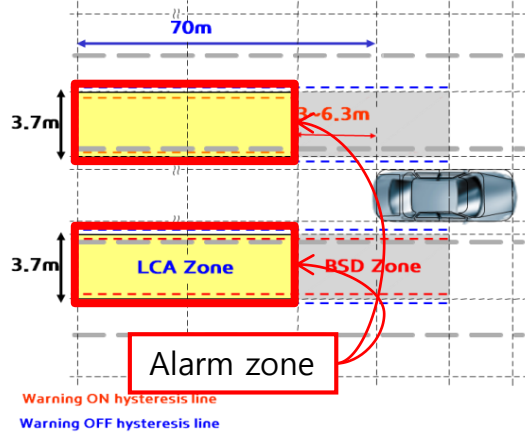 70m
3~6.3m
3.7m
3.7m
LCA Zone
BSD Zone
Alarm zone
Warning ON hysteresis line
Warning OFF hysteresis line